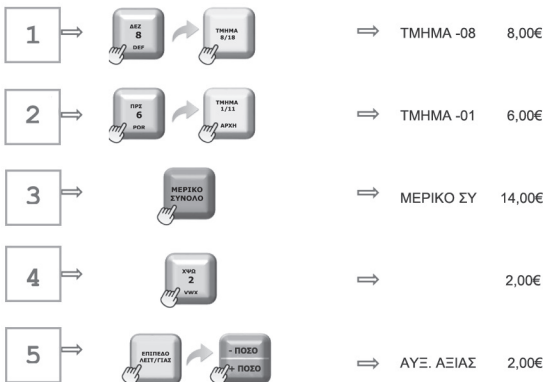 1 ΔΕΖ 8 DEF ΤΜΗΜΑ 8/18 ΤΜΗΜΑ -08 8,00€
2 ΠΡΣ 6 PQR ΤΜΗΜΑ 1/11 ΑΡΧΗ ΤΜΗΜΑ -01 6,00€
3 ΜΕΡΙΚΟ ΣΥΝΟΛΟ ΜΕΡΙΚΟ ΣΥ 14,00€
4 ΧΨΩ 2 VWX 2,00€
5 ΕΠΙΠΕΔΟ ΛΕΙΤ/ΓΙΑΣ - ΠΟΣΟ + ΠΟΣΟ ΑΥΞ. ΑΞΙΑΣ 2,00€